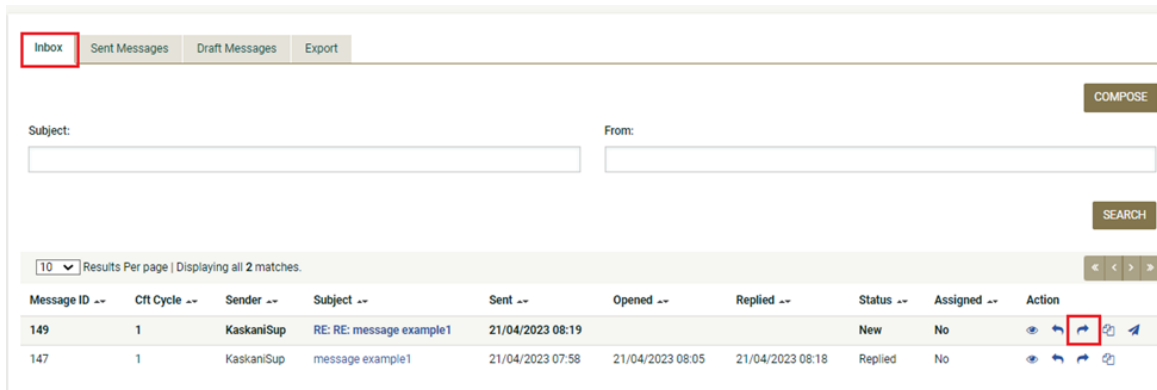 Inbox Sent Messages Draft Messages Export
COMPOSE
Subject: From:
SEARCH
10 Results Per page | Displaying all 2 matches.
Message ID Cft Cycle Sender Subject Sent Opened Replied Status Assigned Action
149 1 KaskaniSup RE: RE: message example1 21/04/2023 08:19 New No
147 1 KaskaniSup message example1 21/04/2023 07:58 21/04/2023 08:05 21/04/2023 08:18 Replied No